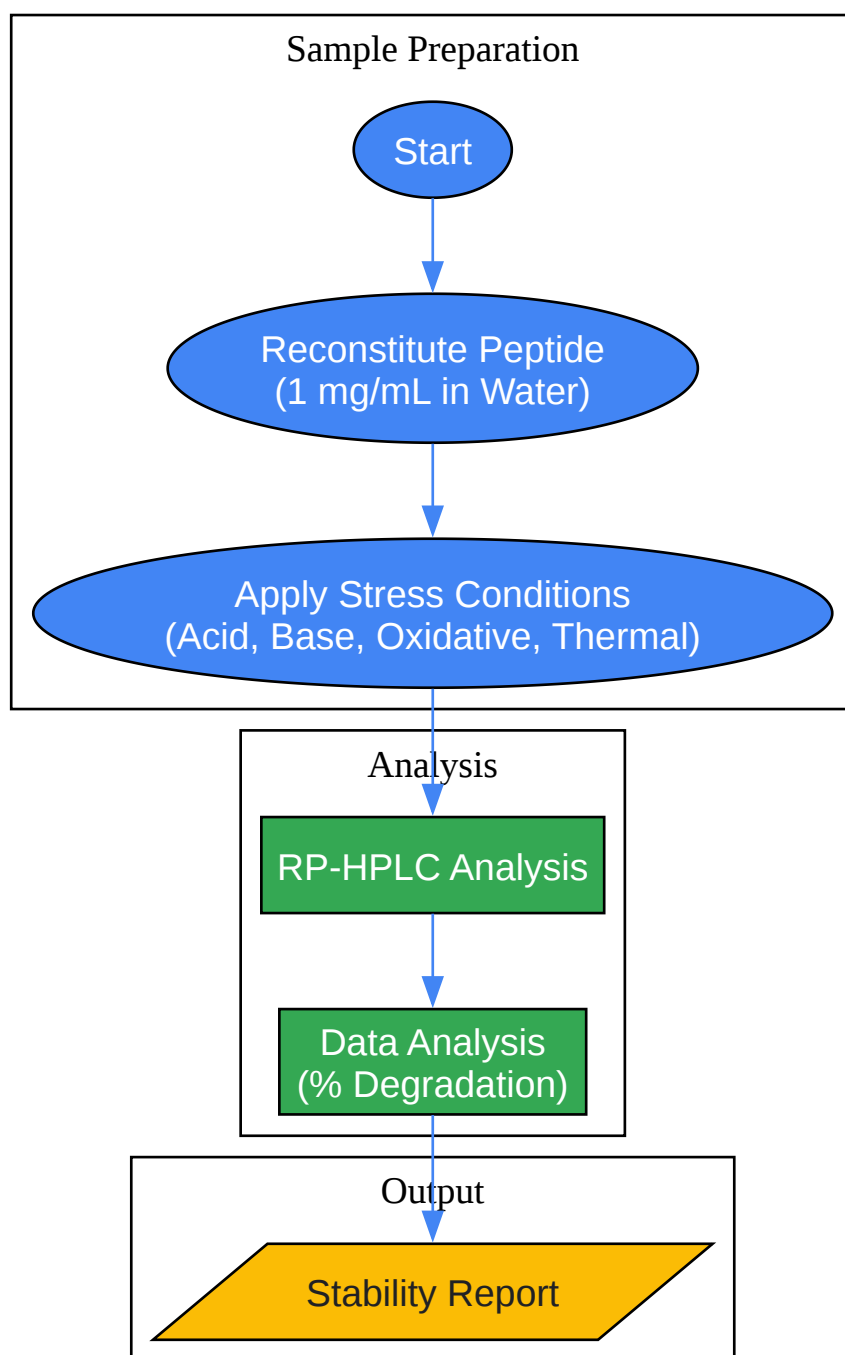 Sample Preparation
Start
Reconstitute Peptide
(1 mg/mL in Water)
Apply Stress Conditions
(Acid, Base, Oxidative, Thermal)
Analysis
RP-HPLC Analysis
Data Analysis
(% Degradation)
Output
Stability Report